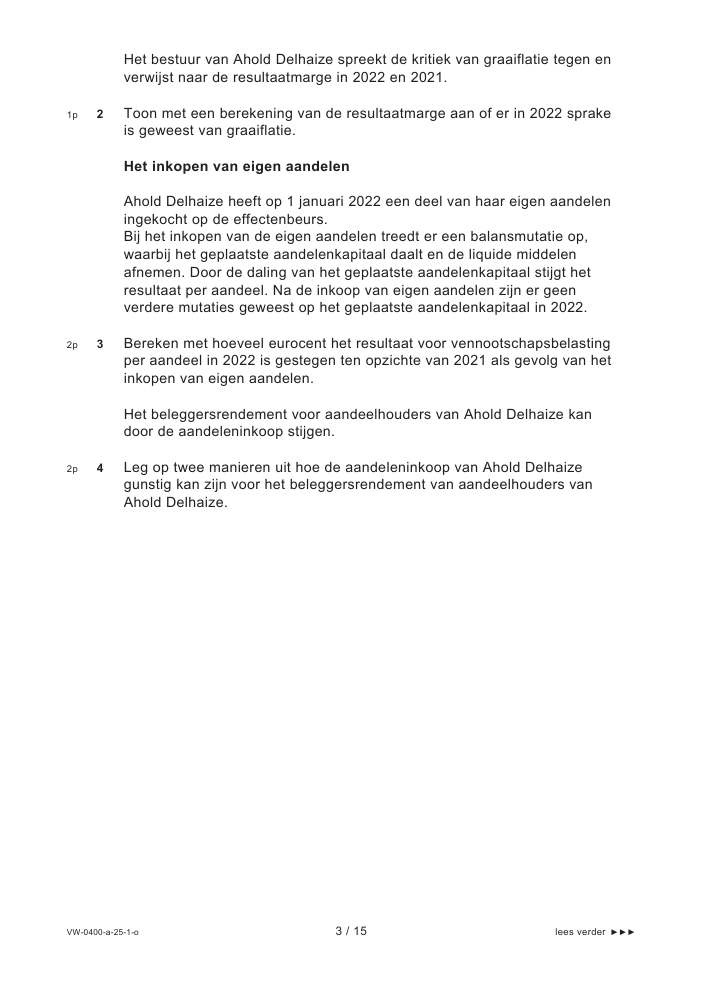 Het bestuur van Ahold Delhaize spreekt de kritiek van graaiflatie tegen en
verwijst naar de resultaatmarge in 2022 en 2021.
1p 2 Toon met een berekening van de resultaatmarge aan of er in 2022 sprake
is geweest van graaiflatie.
Het inkopen van eigen aandelen
Ahold Delhaize heeft op 1 januari 2022 een deel van haar eigen aandelen
ingekocht op de effectenbeurs.
Bij het inkopen van de eigen aandelen treedt er een balansmutatie op,
waarbij het geplaatste aandelenkapitaal daalt en de liquide middelen
afnemen. Door de daling van het geplaatste aandelenkapitaal stijgt het
resultaat per aandeel. Na de inkoop van eigen aandelen zijn er geen
verdere mutaties geweest op het geplaatste aandelenkapitaal in 2022.
2p 3 Bereken met hoeveel eurocent het resultaat voor vennootschapsbelasting
per aandeel in 2022 is gestegen ten opzichte van 2021 als gevolg van het
inkopen van eigen aandelen.
Het beleggersrendement voor aandeelhouders van Ahold Delhaize kan
door de aandeleninkoop stijgen.
2p 4 Leg op twee manieren uit hoe de aandeleninkoop van Ahold Delhaize
gunstig kan zijn voor het beleggersrendement van aandeelhouders van
Ahold Delhaize.
VW-0400-a-25-1-o 3 / 15 lees verder ►►►